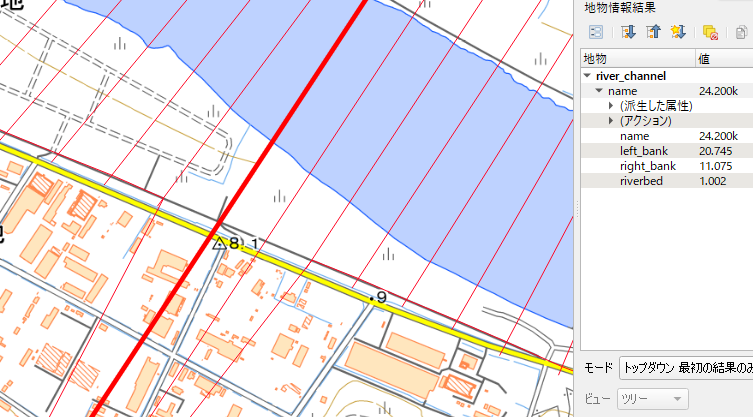 地
8. 1
9
地物情報結果
地物 値
river_channel
name 24.200k
(派生した属性)
(アクション)
name 24.200k
left_bank 20.745
right_bank 11.075
riverbed 1.002
モード トップダウン 最初の結果のみ
ビュー ツリー